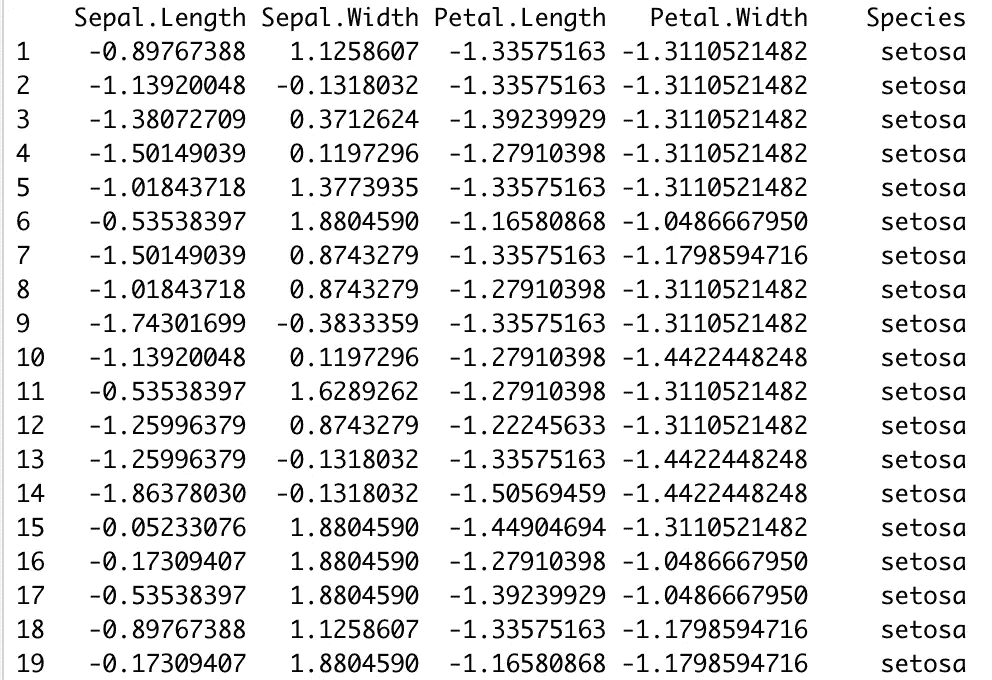 Sepal.Length Sepal.Width Petal.Length Petal.Width Species
1 -0.89767388 1.1258607 -1.33575163 -1.3110521482 setosa
2 -1.13920048 -0.1318032 -1.33575163 -1.3110521482 setosa
3 -1.38072709 0.3712624 -1.39239929 -1.3110521482 setosa
4 -1.50149039 0.1197296 -1.27910398 -1.3110521482 setosa
5 -1.01843718 1.3773935 -1.33575163 -1.3110521482 setosa
6 -0.53538397 1.8804590 -1.16580868 -1.0486667950 setosa
7 -1.50149039 0.8743279 -1.33575163 -1.1798594716 setosa
8 -1.01843718 0.8743279 -1.27910398 -1.3110521482 setosa
9 -1.74301699 -0.3833359 -1.33575163 -1.3110521482 setosa
10 -1.13920048 0.1197296 -1.27910398 -1.4422448248 setosa
11 -0.53538397 1.6289262 -1.27910398 -1.3110521482 setosa
12 -1.25996379 0.8743279 -1.22245633 -1.3110521482 setosa
13 -1.25996379 -0.1318032 -1.33575163 -1.4422448248 setosa
14 -1.86378030 -0.1318032 -1.50569459 -1.4422448248 setosa
15 -0.05233076 1.8804590 -1.44904694 -1.3110521482 setosa
16 -0.17309407 1.8804590 -1.27910398 -1.0486667950 setosa
17 -0.53538397 1.8804590 -1.39239929 -1.0486667950 setosa
18 -0.89767388 1.1258607 -1.33575163 -1.1798594716 setosa
19 -0.17309407 1.8804590 -1.16580868 -1.1798594716 setosa